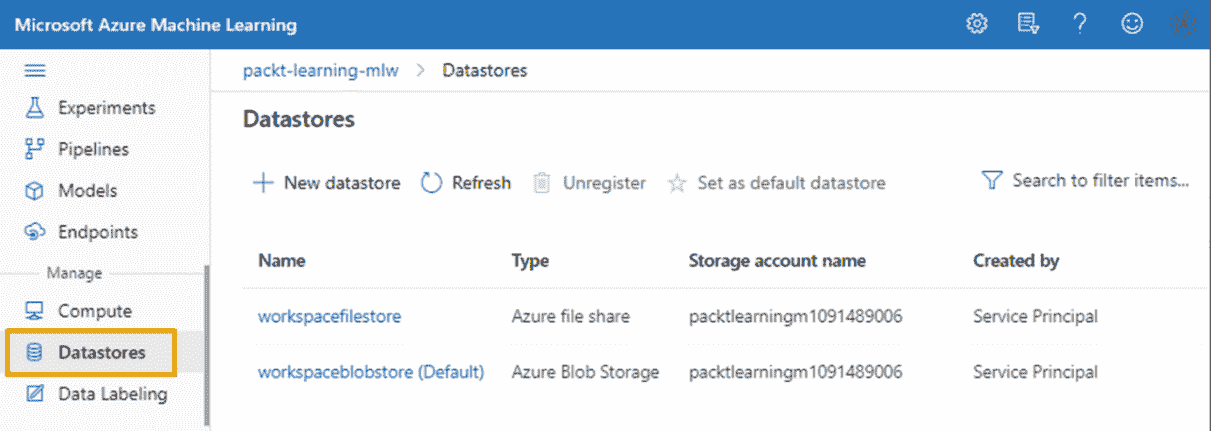 Microsoft Azure Machine Learning
packt-learning-mlw > Datastores
Experiments
Pipelines
Models
Endpoints
Manage
Compute
Datastores
Data Labeling
Datastores
New datastore Refresh Unregister Set as default datastore Search to filter items...
Name Type Storage account name Created by
workspacefilestore Azure file share packtlearningm1091489006 Service Principal
workspaceblobstore (Default) Azure Blob Storage packtlearningm1091489006 Service Principal